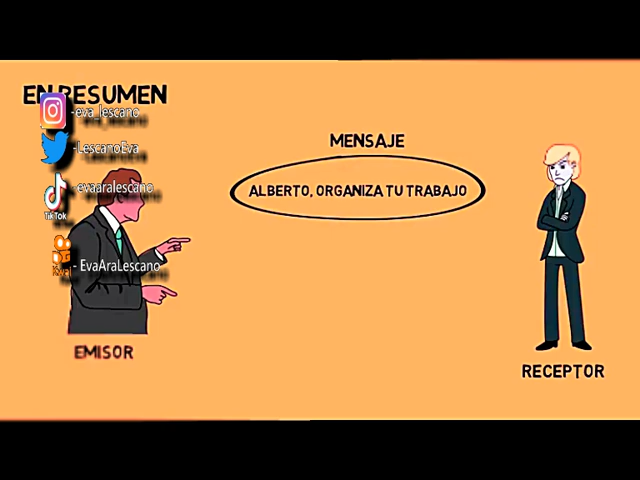 EN RESUMEN
-eva_lescano
-LescanoEva
-evaaralescano
TikTok
- EvaAraLescano
MENSAJE
ALBERTO, ORGANIZA TU TRABAJO
EMISOR
RECEPTOR